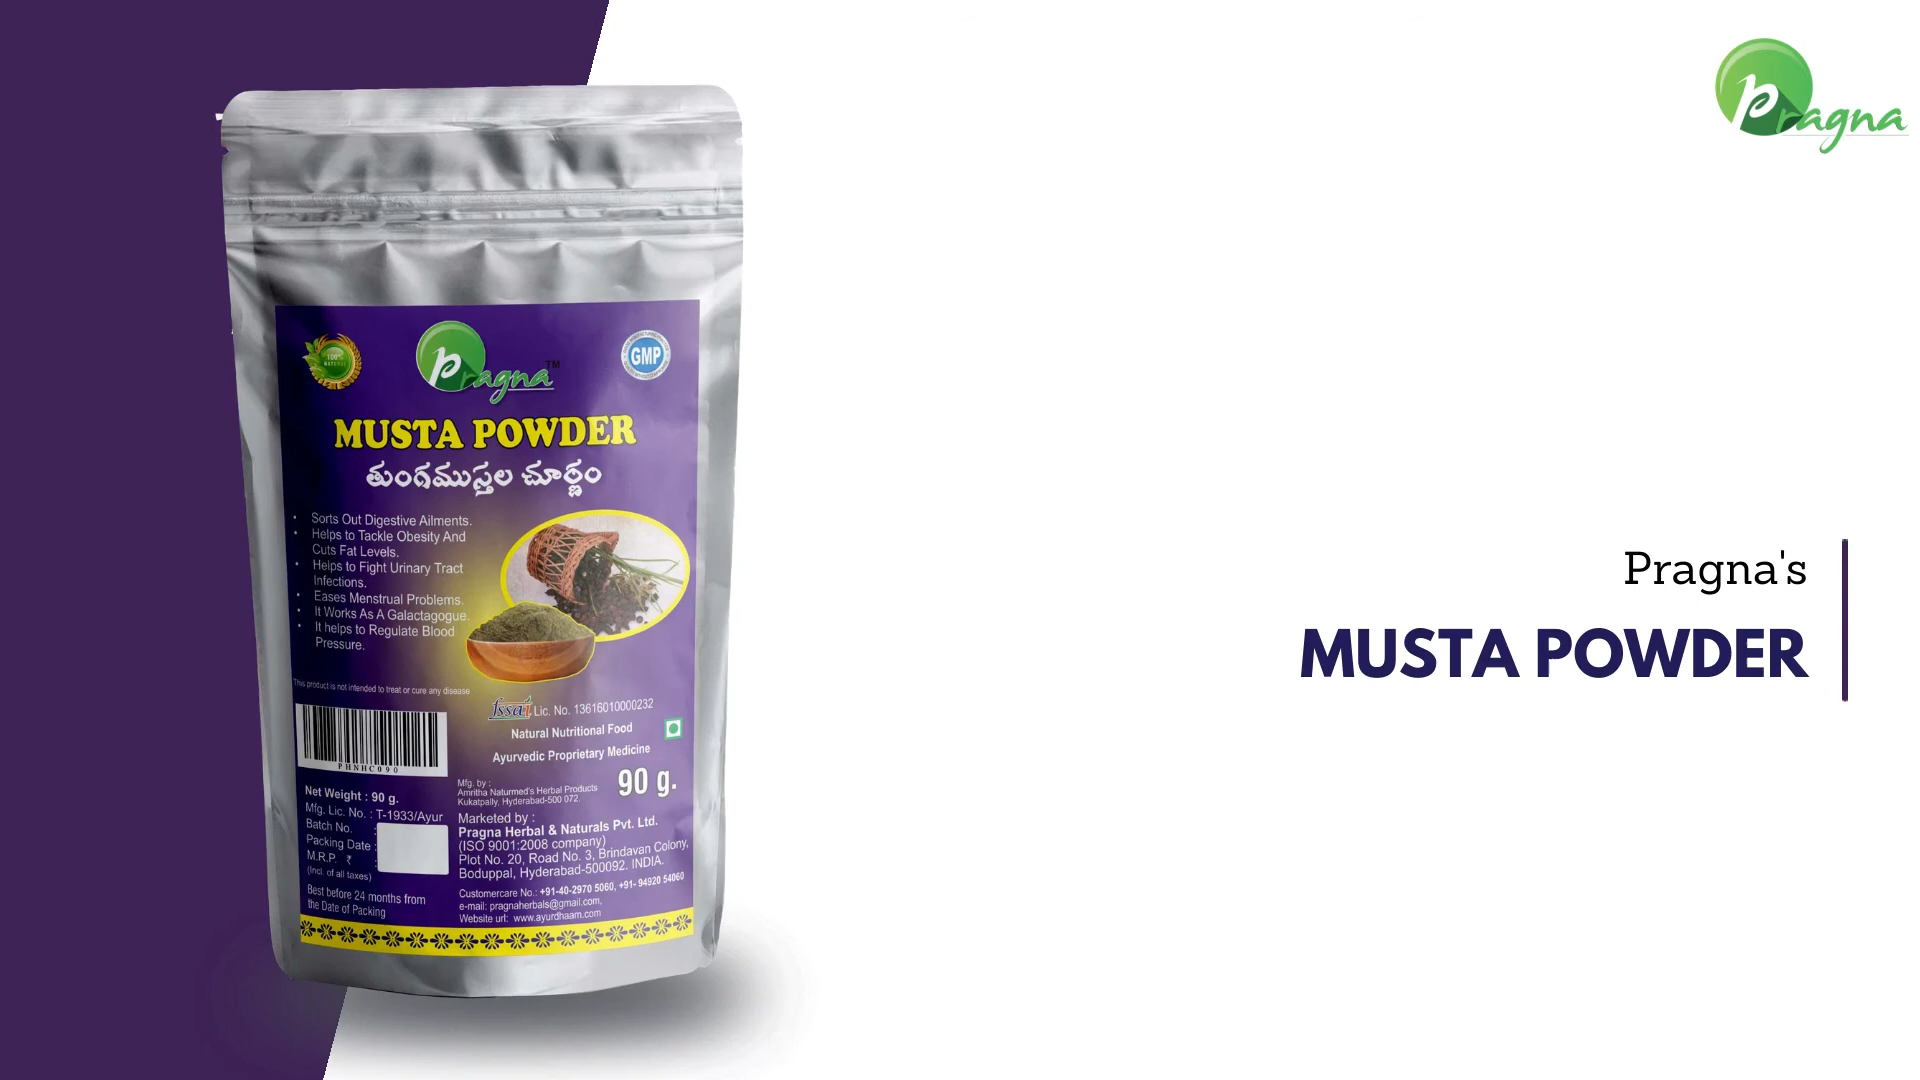 Pragna
100%
NATURAL
Pragna™
GMP
MUSTA POWDER
తుంగముస్తల చూర్ణం
• Sorts Out Digestive Ailments.
• Helps to Tackle Obesity And
Cuts Fat Levels.
• Helps to Fight Urinary Tract
Infections.
• Eases Menstrual Problems.
• It Works As A Galactagogue.
• It helps to Regulate Blood
Pressure.
This product is not intended to treat or cure any disease
PHNHC090
fssai Lic. No. 13616010000232
Natural Nutritional Food
Ayurvedic Proprietary Medicine
90 g.
Net Weight : 90 g.
Mfg. Lic. No. : T-1933/Ayur
Batch No. :
Packing Date :
M.R.P. ₹ :
(Incl. of all taxes)
Best before 24 months from
the Date of Packing
Mfg. by :
Amritha Naturmed's Herbal Products
Kukatpally, Hyderabad-500 072.
Marketed by :
Pragna Herbal & Naturals Pvt. Ltd.
(ISO 9001:2008 company)
Plot No. 20, Road No. 3, Brindavan Colony,
Boduppal, Hyderabad-500092. INDIA.
Customercare No.: +91-40-2970 5060, +91- 94920 54060
e-mail: pragnaherbals@gmail.com,
Website url: www.ayurdhaam.com
Pragna's
MUSTA POWDER